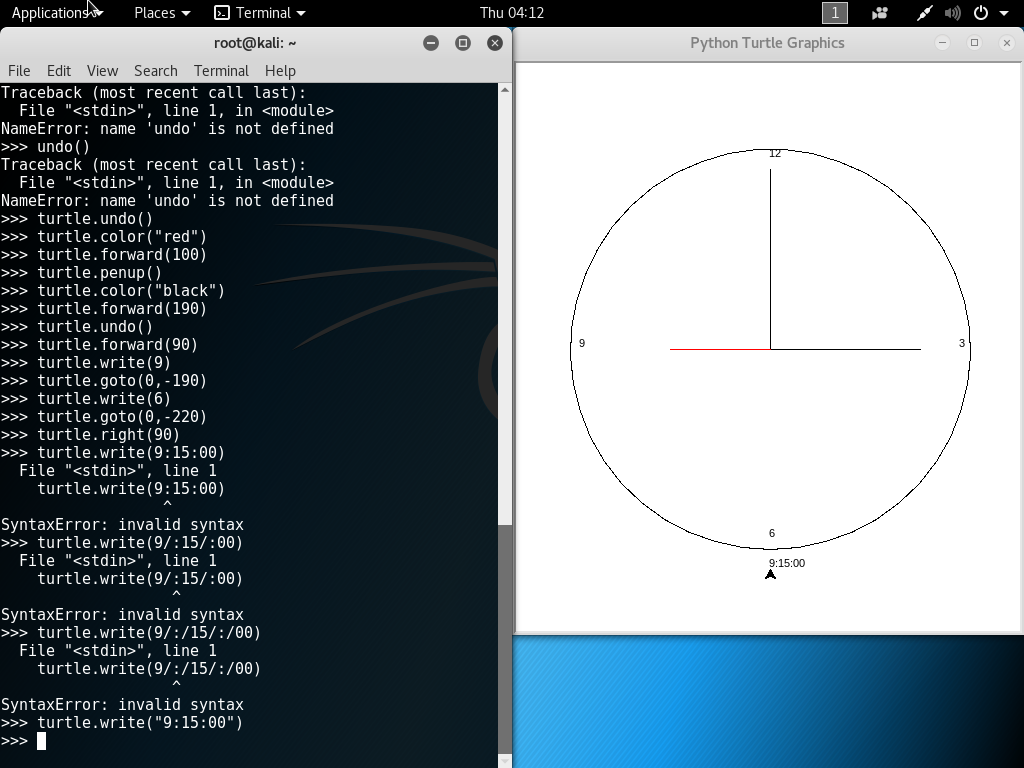 Applications Places Terminal Thu 04:12 1
root@kali: ~
File Edit View Search Terminal Help
Traceback (most recent call last):
  File "<stdin>", line 1, in <module>
NameError: name 'undo' is not defined
>>> undo()
Traceback (most recent call last):
  File "<stdin>", line 1, in <module>
NameError: name 'undo' is not defined
>>> turtle.undo()
>>> turtle.color("red")
>>> turtle.forward(100)
>>> turtle.penup()
>>> turtle.color("black")
>>> turtle.forward(190)
>>> turtle.undo()
>>> turtle.forward(90)
>>> turtle.write(9)
>>> turtle.goto(0,-190)
>>> turtle.write(6)
>>> turtle.goto(0,-220)
>>> turtle.right(90)
>>> turtle.write(9:15:00)
  File "<stdin>", line 1
    turtle.write(9:15:00)
                  ^
SyntaxError: invalid syntax
>>> turtle.write(9/:15/:00)
  File "<stdin>", line 1
    turtle.write(9/:15/:00)
                   ^
SyntaxError: invalid syntax
>>> turtle.write(9/:/15/:/00)
  File "<stdin>", line 1
    turtle.write(9/:/15/:/00)
                   ^
SyntaxError: invalid syntax
>>> turtle.write("9:15:00")
>>>
Python Turtle Graphics
12
9 3
6
9:15:00